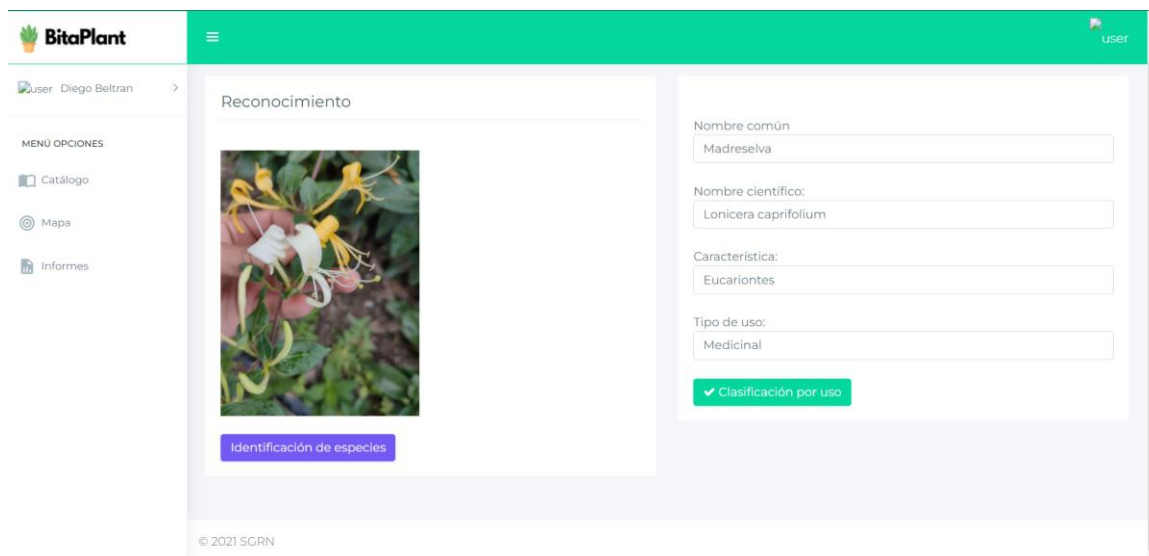 BitaPlant
user
user Diego Beltran
MENÚ OPCIONES
Catálogo
Mapa
Informes
Reconocimiento
Identificación de especies
Nombre común
Madreselva
Nombre científico:
Lonicera caprifolium
Característica:
Eucariontes
Tipo de uso:
Medicinal
Clasificación por uso
© 2021 SGRN